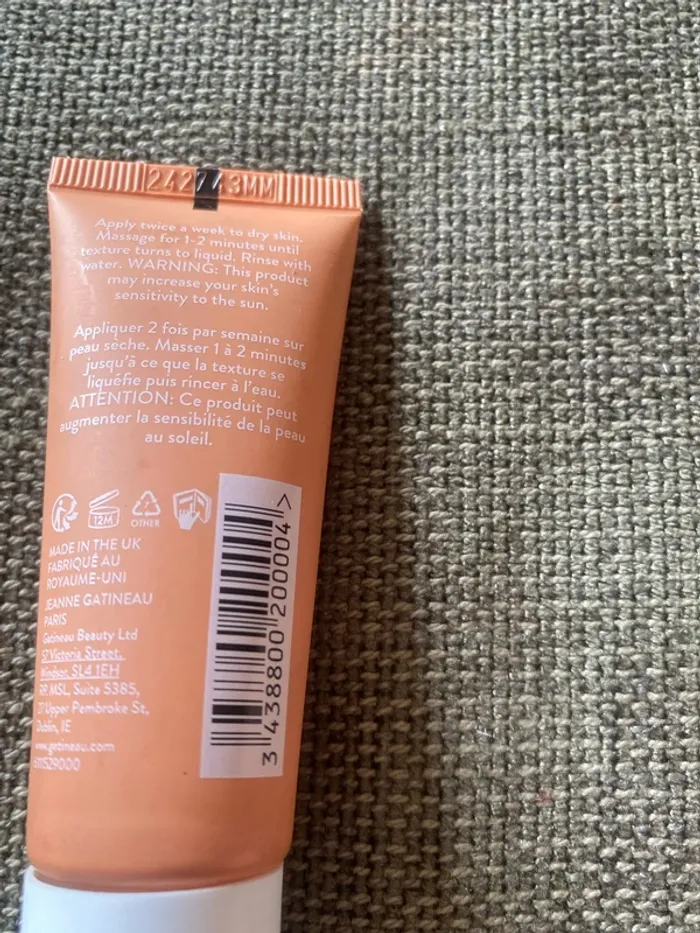 Apply twice a week to dry skin.
Massage for 1-2 minutes until
texture turns to liquid. Rinse with
water. WARNING: This product
may increase your skin's
sensitivity to the sun.
Appliquer 2 fois par semaine sur
peau sèche. Masser 1 à 2 minutes
jusqu'à ce que la texture se
liquéfie puis rincer à l'eau.
ATTENTION: Ce produit peut
augmenter la sensibilité de la peau
au soleil.
12M
OTHER
MADE IN THE UK
FABRIQUÉ AU
ROYAUME-UNI
JEANNE GATINEAU
PARIS
Gatineau Beauty Ltd
57 Victoria Street,
Windsor, SL4 1EH
RP. MSL, Suite 5385,
27 Upper Pembroke St,
Dublin, IE
www.gatineau.com
3 438800 200004 >